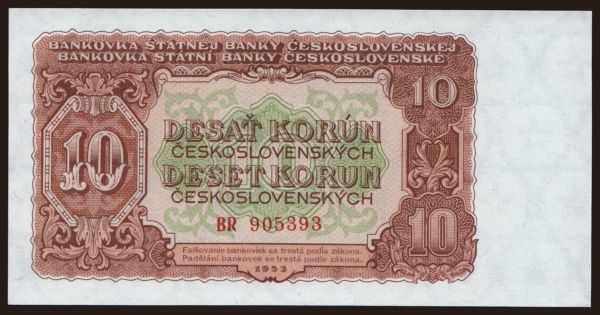 BANKOVKA ŠTÁTNEJ BANKY ČESKOSLOVENSKEJ
BANKOVKA STÁTNÍ BANKY ČESKOSLOVENSKÉ
10
10
DESAŤ KORÚN
ČESKOSLOVENSKÝCH
DESET KORUN
ČESKOSLOVENSKÝCH
BR 905393
10
Falšovanie bankoviek sa trestá podľa zákona.
Padělání bankovek se trestá podle zákona.
1953